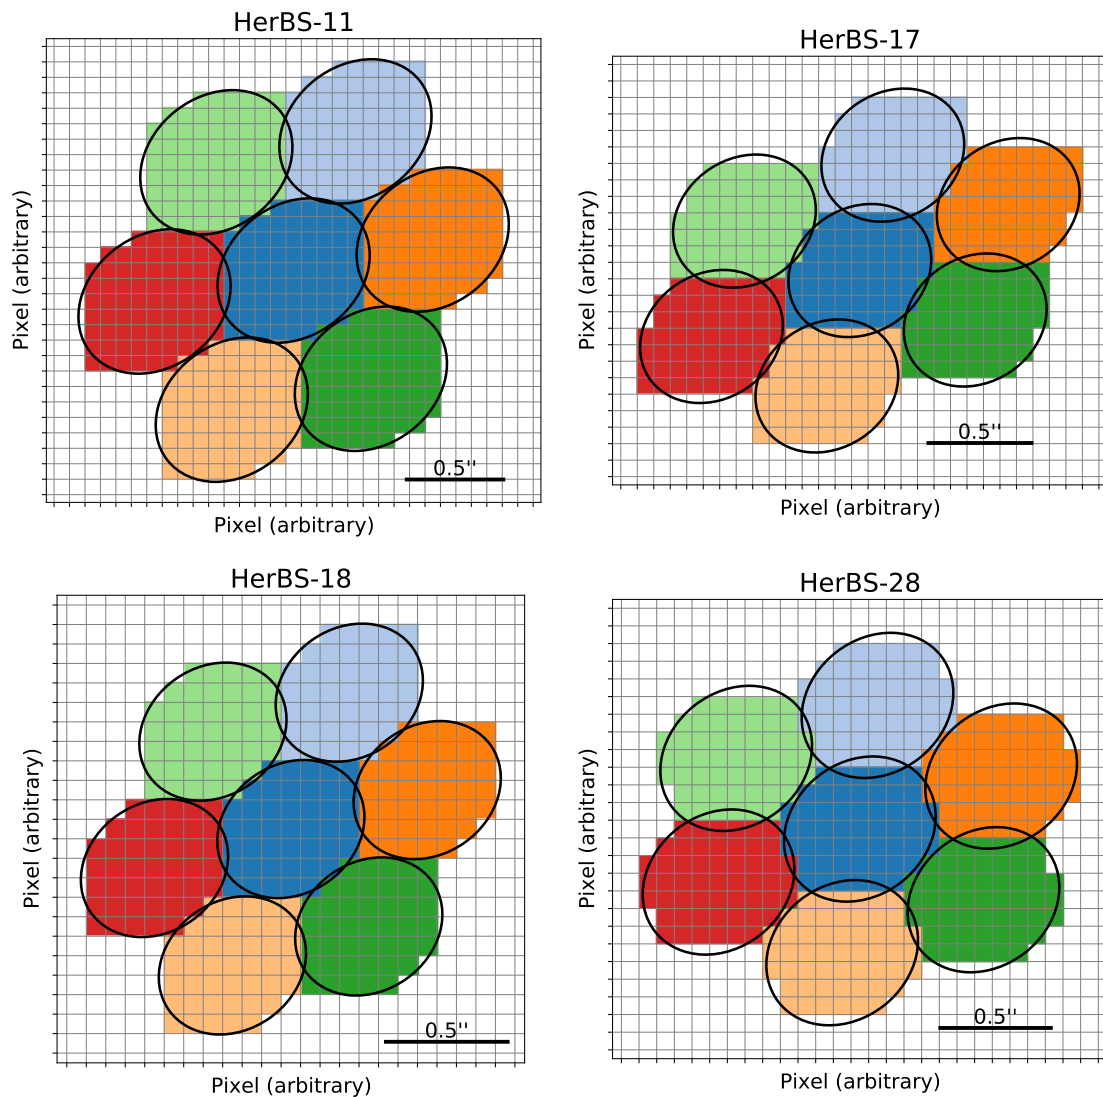 HerBS-11
Pixel (arbitrary)
0.5''
Pixel (arbitrary)
HerBS-17
Pixel (arbitrary)
0.5''
Pixel (arbitrary)
HerBS-18
Pixel (arbitrary)
0.5''
Pixel (arbitrary)
HerBS-28
Pixel (arbitrary)
0.5''
Pixel (arbitrary)